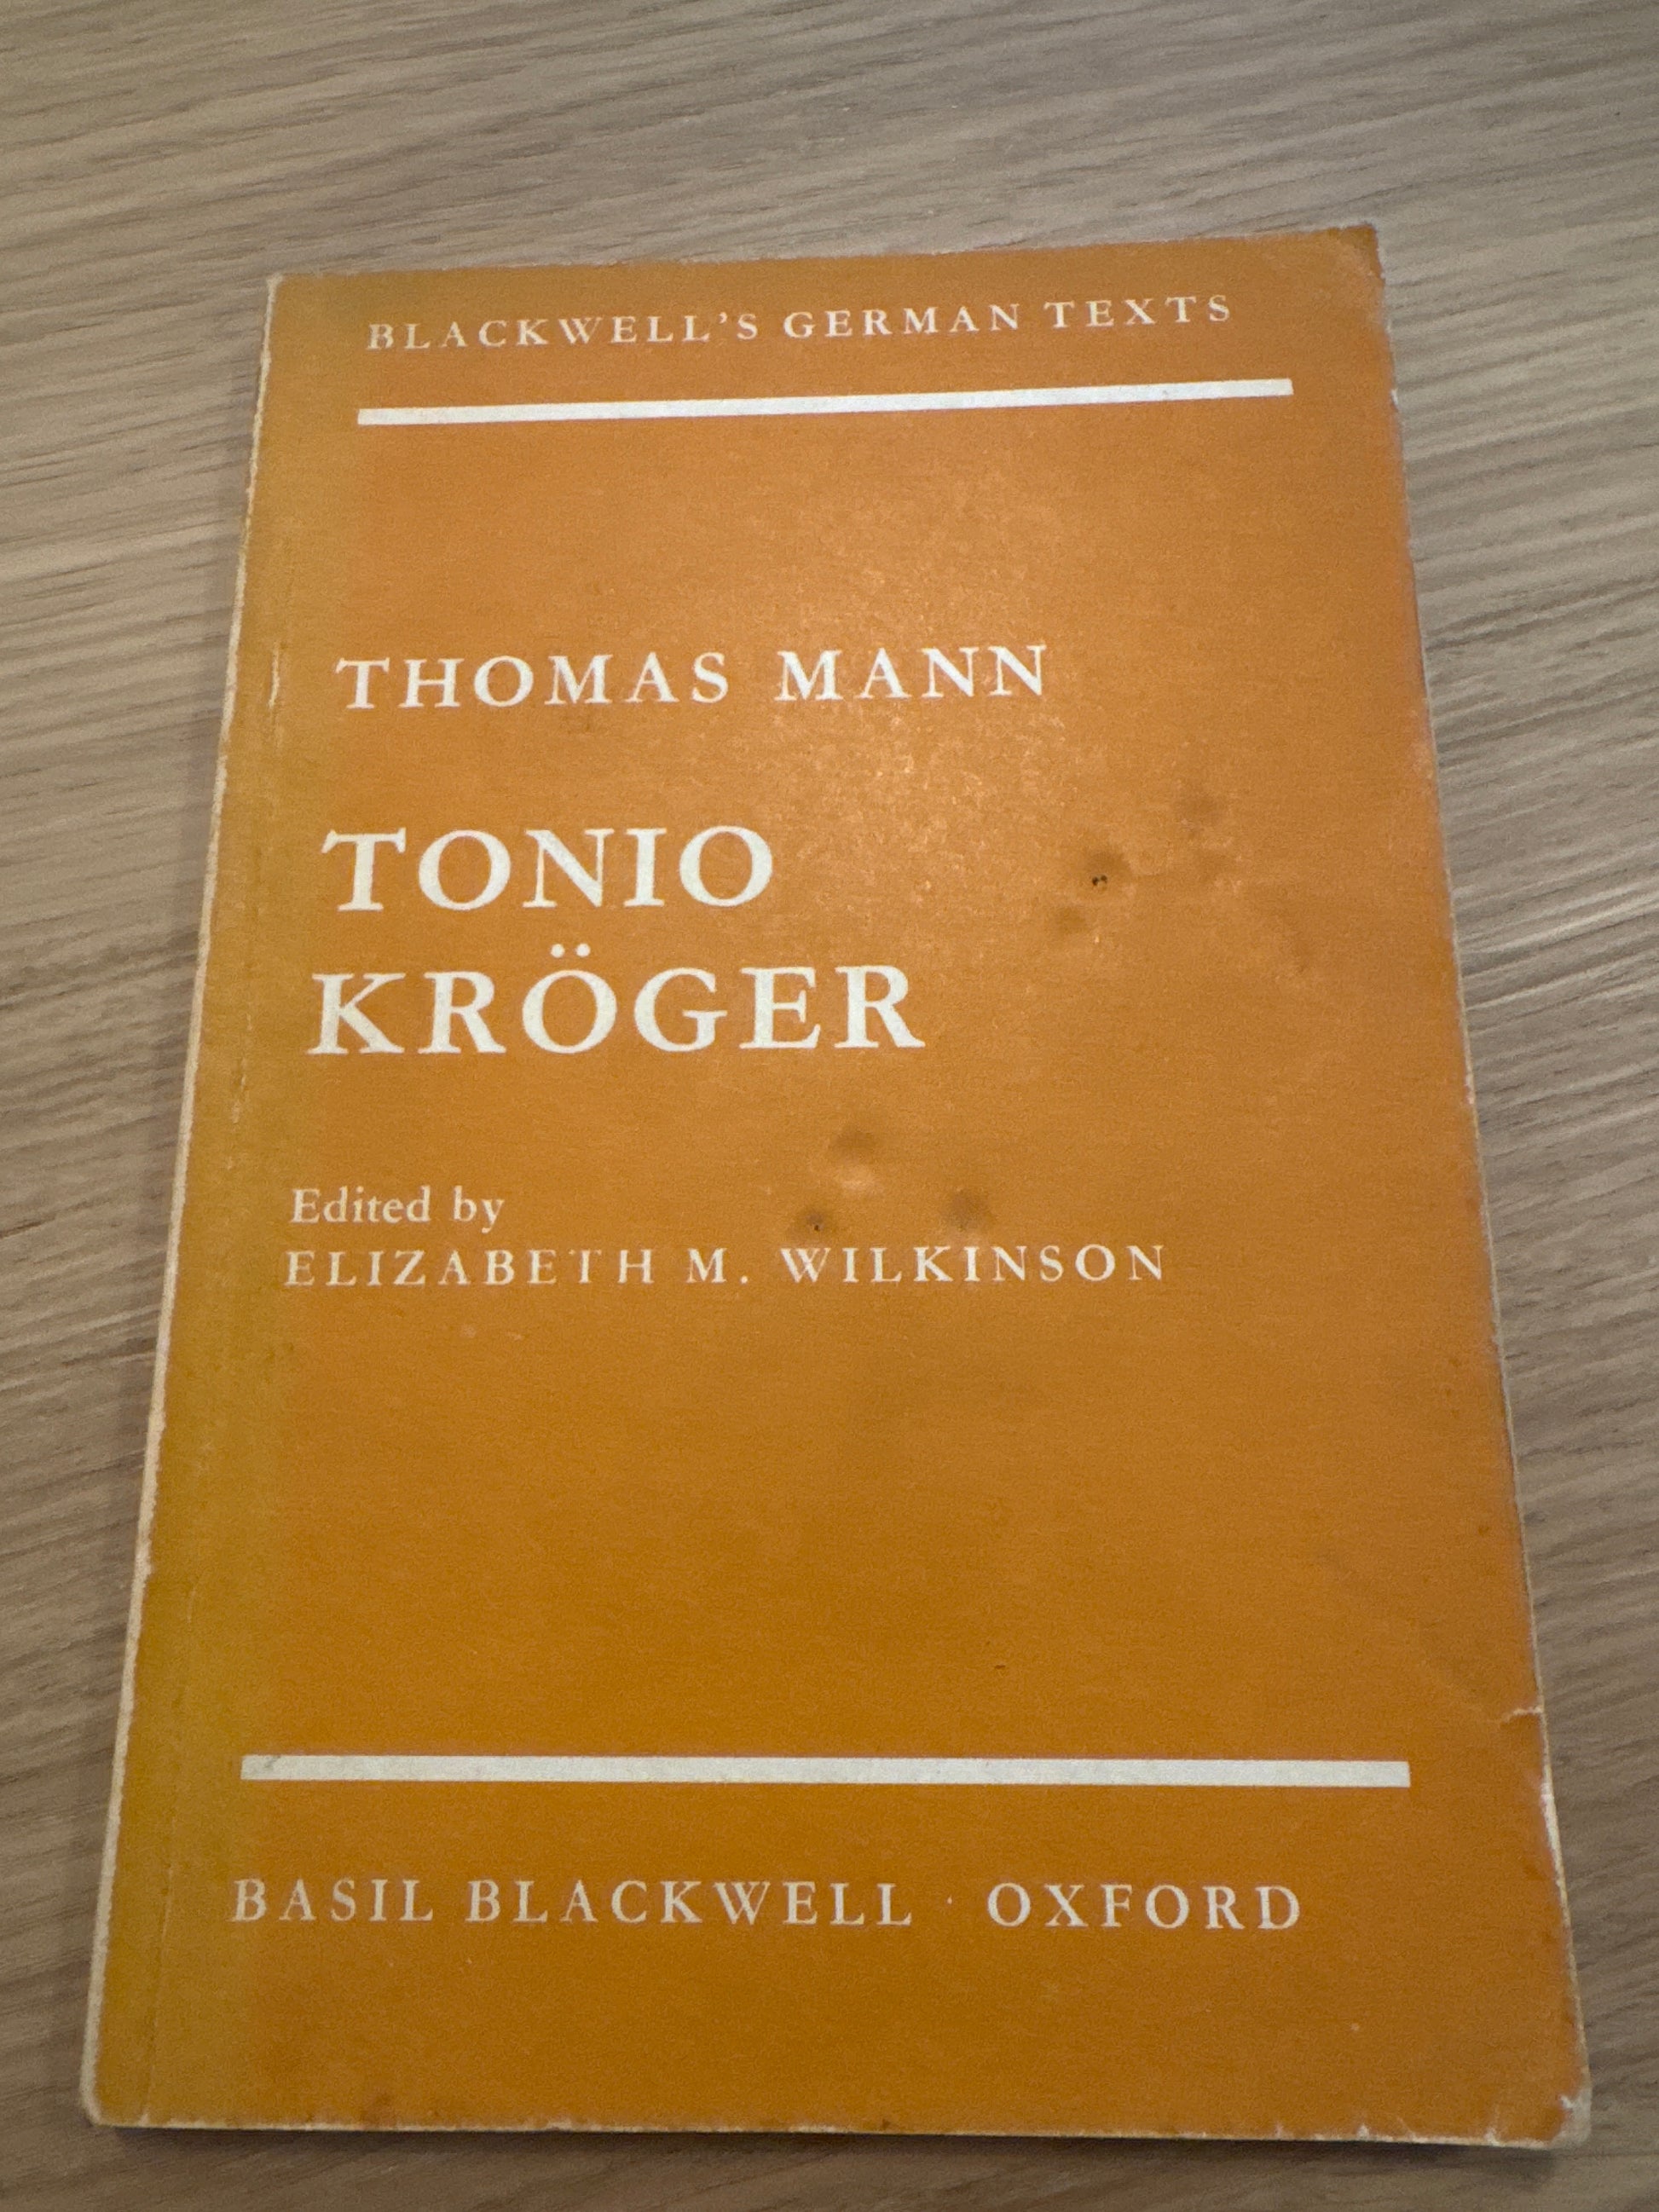 BLACKWELL'S GERMAN TEXTS
THOMAS MANN
TONIO
KRÖGER
Edited by
ELIZABETH M. WILKINSON
BASIL BLACKWELL · OXFORD